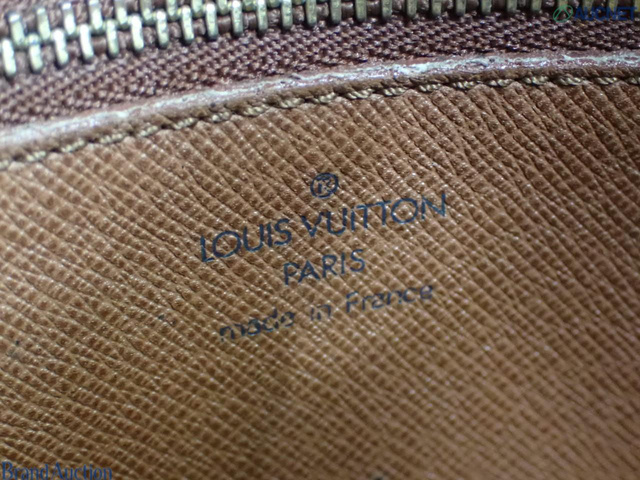 ®
LOUIS VUITTON
PARIS
made in France
Brand Auction